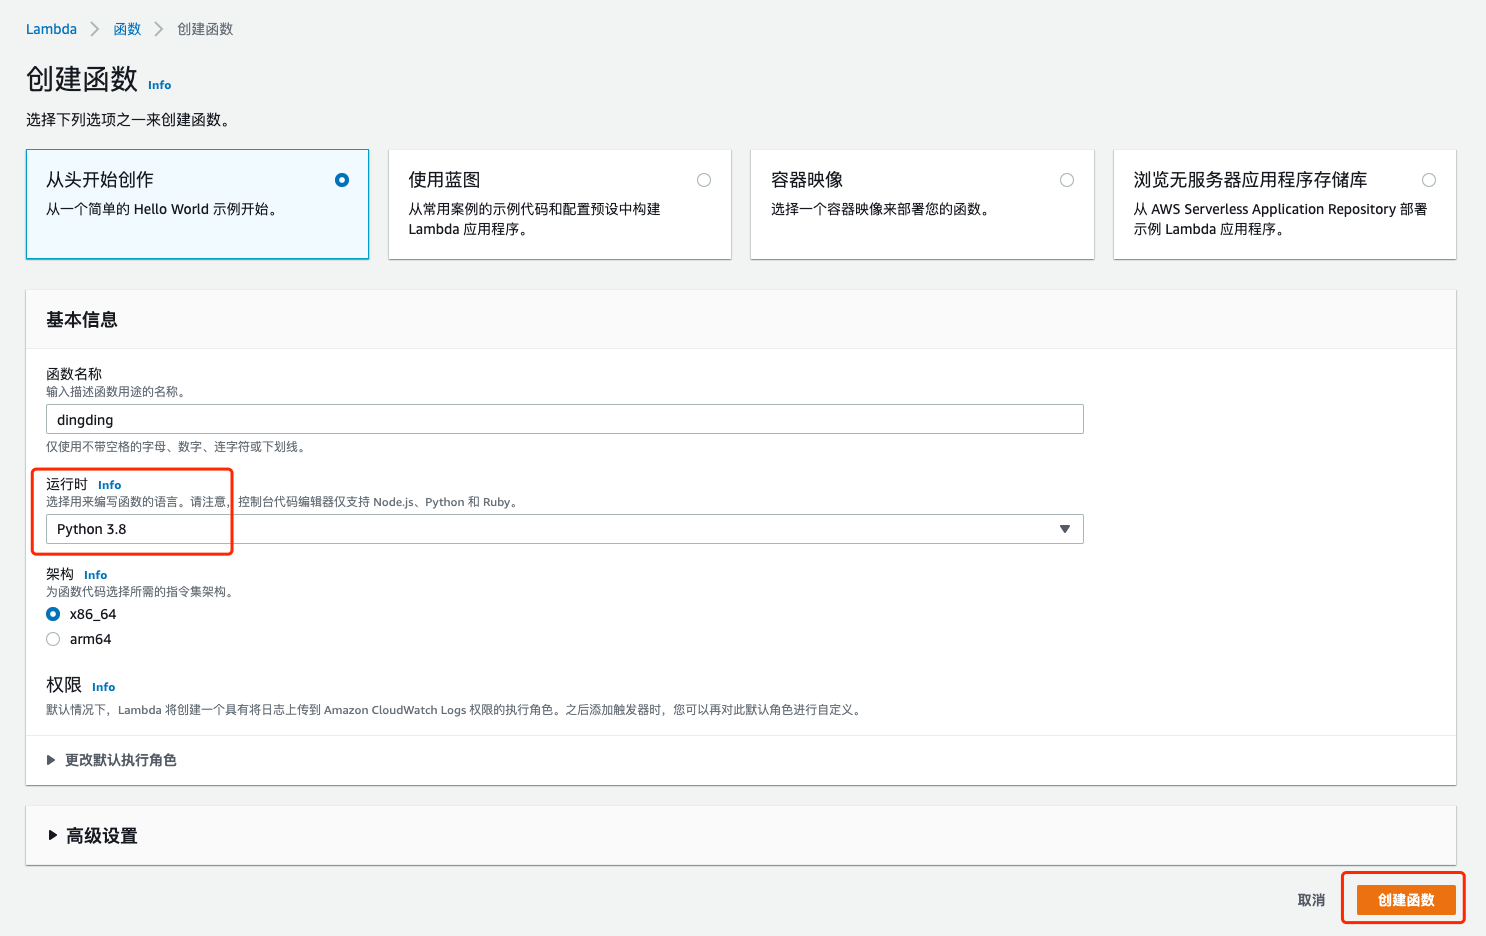 Lambda 函数 创建函数
创建函数 Info
选择下列选项之一来创建函数。
从头开始创作
从一个简单的 Hello World 示例开始。
使用蓝图
从常用案例的示例代码和配置预设中构建
Lambda 应用程序。
容器映像
选择一个容器映像来部署您的函数。
浏览无服务器应用程序存储库
从 AWS Serverless Application Repository 部署
示例 Lambda 应用程序。
基本信息
函数名称
输入描述函数用途的名称。
dingding
仅使用不带空格的字母、数字、连字符或下划线。
运行时 Info
选择用来编写函数的语言。请注意，控制台代码编辑器仅支持 Node.js、Python 和 Ruby。
Python 3.8
架构 Info
为函数代码选择所需的指令集架构。
x86_64
arm64
权限 Info
默认情况下，Lambda 将创建一个具有将日志上传到 Amazon CloudWatch Logs 权限的执行角色。之后添加触发器时，您可以再对此默认角色进行自定义。
更改默认执行角色
高级设置
取消 创建函数